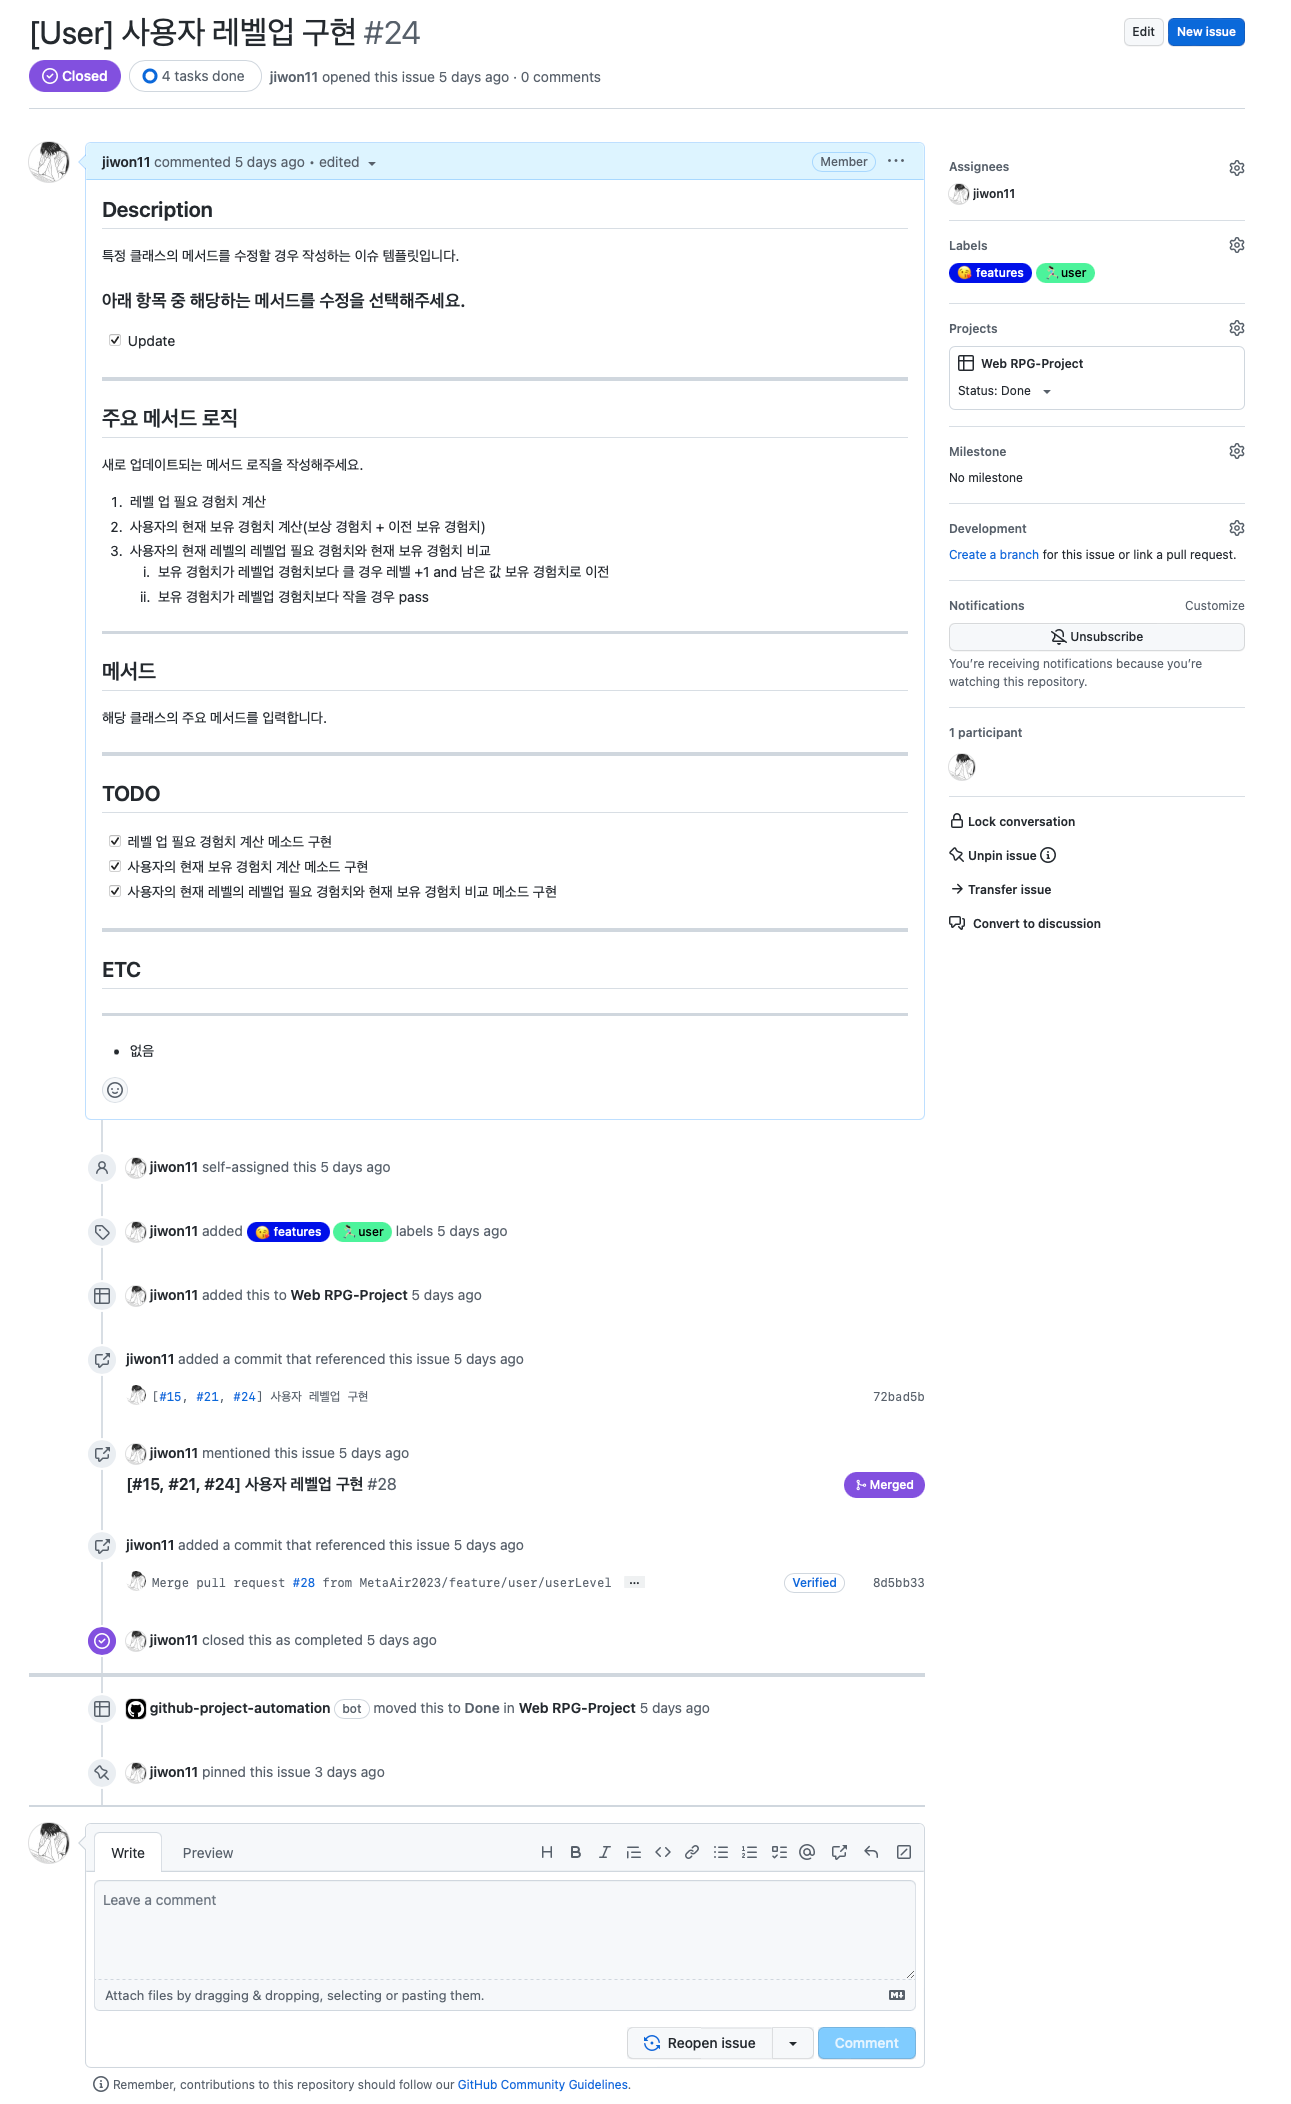 [User] 사용자 레벨업 구현 #24
Edit
New issue
Closed
4 tasks done
jiwon11 opened this issue 5 days ago · 0 comments
jiwon11 commented 5 days ago • edited
Member
Description
특정 클래스의 메서드를 수정할 경우 작성하는 이슈 템플릿입니다.
아래 항목 중 해당하는 메서드를 수정을 선택해주세요.
Update
주요 메서드 로직
새로 업데이트되는 메서드 로직을 작성해주세요.
1. 레벨 업 필요 경험치 계산
2. 사용자의 현재 보유 경험치 계산(보상 경험치 + 이전 보유 경험치)
3. 사용자의 현재 레벨의 레벨업 필요 경험치와 현재 보유 경험치 비교
i. 보유 경험치가 레벨업 경험치보다 클 경우 레벨 +1 and 남은 값 보유 경험치로 이전
ii. 보유 경험치가 레벨업 경험치보다 작을 경우 pass
메서드
해당 클래스의 주요 메서드를 입력합니다.
TODO
레벨 업 필요 경험치 계산 메소드 구현
사용자의 현재 보유 경험치 계산 메소드 구현
사용자의 현재 레벨의 레벨업 필요 경험치와 현재 보유 경험치 비교 메소드 구현
ETC
• 없음
jiwon11 self-assigned this 5 days ago
jiwon11 added 😘 features user labels 5 days ago
jiwon11 added this to Web RPG-Project 5 days ago
jiwon11 added a commit that referenced this issue 5 days ago
[#15, #21, #24] 사용자 레벨업 구현
72bad5b
jiwon11 mentioned this issue 5 days ago
[#15, #21, #24] 사용자 레벨업 구현 #28
Merged
jiwon11 added a commit that referenced this issue 5 days ago
Merge pull request #28 from MetaAir2023/feature/user/userLevel …
Verified
8d5bb33
jiwon11 closed this as completed 5 days ago
github-project-automation bot moved this to Done in Web RPG-Project 5 days ago
jiwon11 pinned this issue 3 days ago
Write
Preview
Leave a comment
Attach files by dragging & dropping, selecting or pasting them.
Reopen issue
Comment
Remember, contributions to this repository should follow our GitHub Community Guidelines.
Assignees
jiwon11
Labels
😘 features user
Projects
Web RPG-Project
Status: Done
Milestone
No milestone
Development
Create a branch for this issue or link a pull request.
Notifications
Customize
Unsubscribe
You're receiving notifications because you're
watching this repository.
1 participant
Lock conversation
Unpin issue
Transfer issue
Convert to discussion